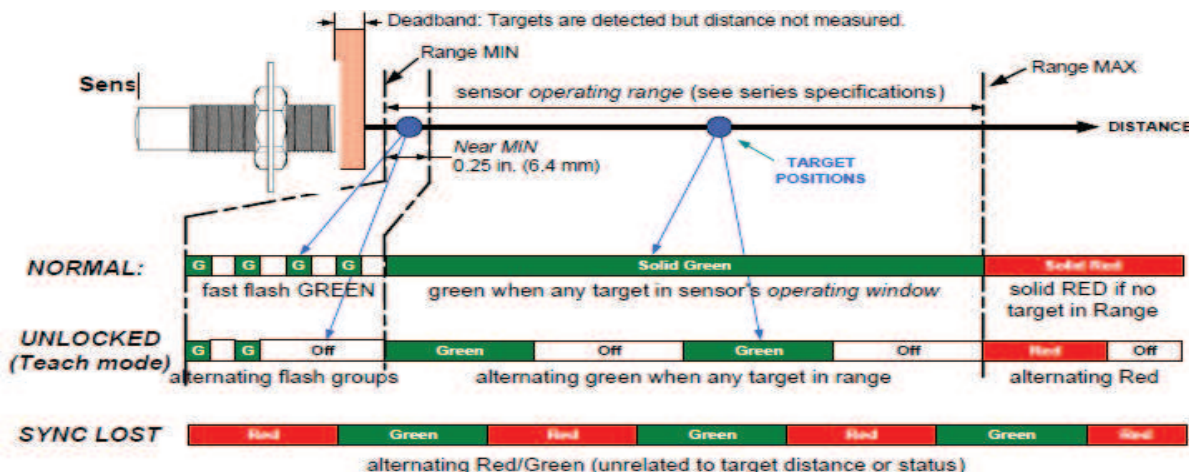 Deadband: Targets are detected but distance not measured.
Range MIN
Range MAX
Sens
sensor operating range (see series specifications)
DISTANCE
Near MIN
0.25 in. (6.4 mm)
TARGET
POSITIONS
NORMAL:
G G G G
Solid Green
Solid Red
fast flash GREEN
green when any target in sensor's operating window
solid RED if no
target in Range
UNLOCKED
(Teach mode)
G G Off
Green Off Green Off
Red Off
alternating flash groups
alternating green when any target in range
alternating Red
SYNC LOST
Red Green Red Green Red Green Red
alternating Red/Green (unrelated to target distance or status)